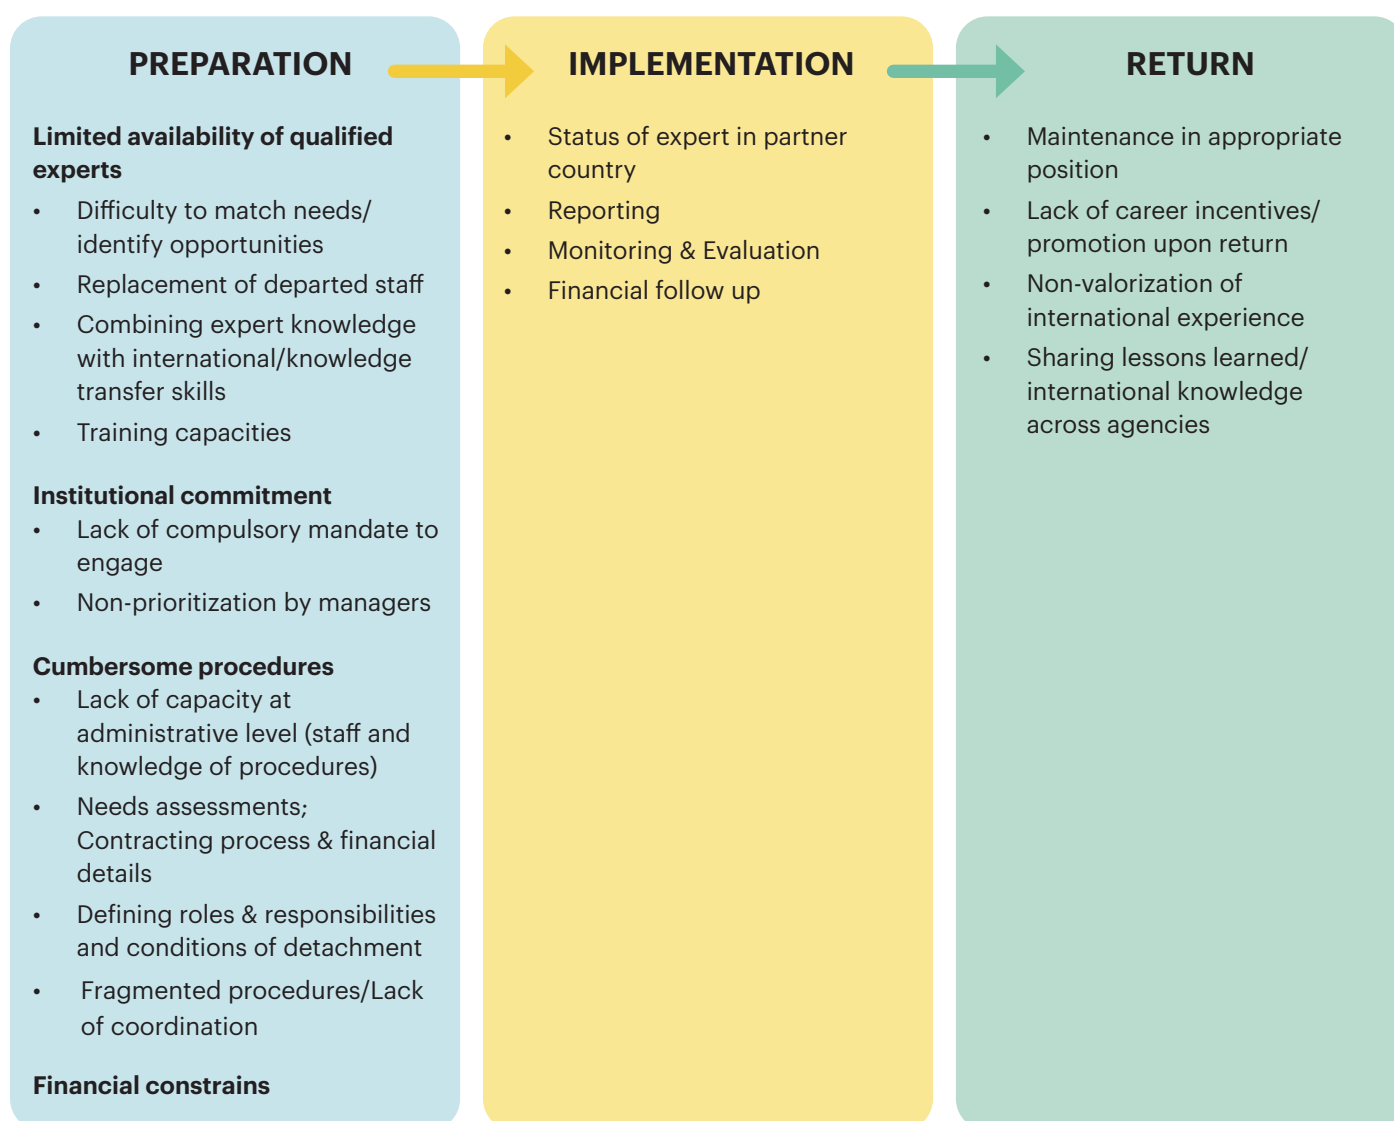 PREPARATION
Limited availability of qualified
experts
• Difficulty to match needs/
identify opportunities
• Replacement of departed staff
• Combining expert knowledge
with international/knowledge
transfer skills
• Training capacities
Institutional commitment
• Lack of compulsory mandate to
engage
• Non-prioritization by managers
Cumbersome procedures
• Lack of capacity at
administrative level (staff and
knowledge of procedures)
• Needs assessments;
Contracting process & financial
details
• Defining roles & responsibilities
and conditions of detachment
• Fragmented procedures/Lack
of coordination
Financial constrains
IMPLEMENTATION
• Status of expert in partner
country
• Reporting
• Monitoring & Evaluation
• Financial follow up
RETURN
• Maintenance in appropriate
position
• Lack of career incentives/
promotion upon return
• Non-valorization of
international experience
• Sharing lessons learned/
international knowledge
across agencies